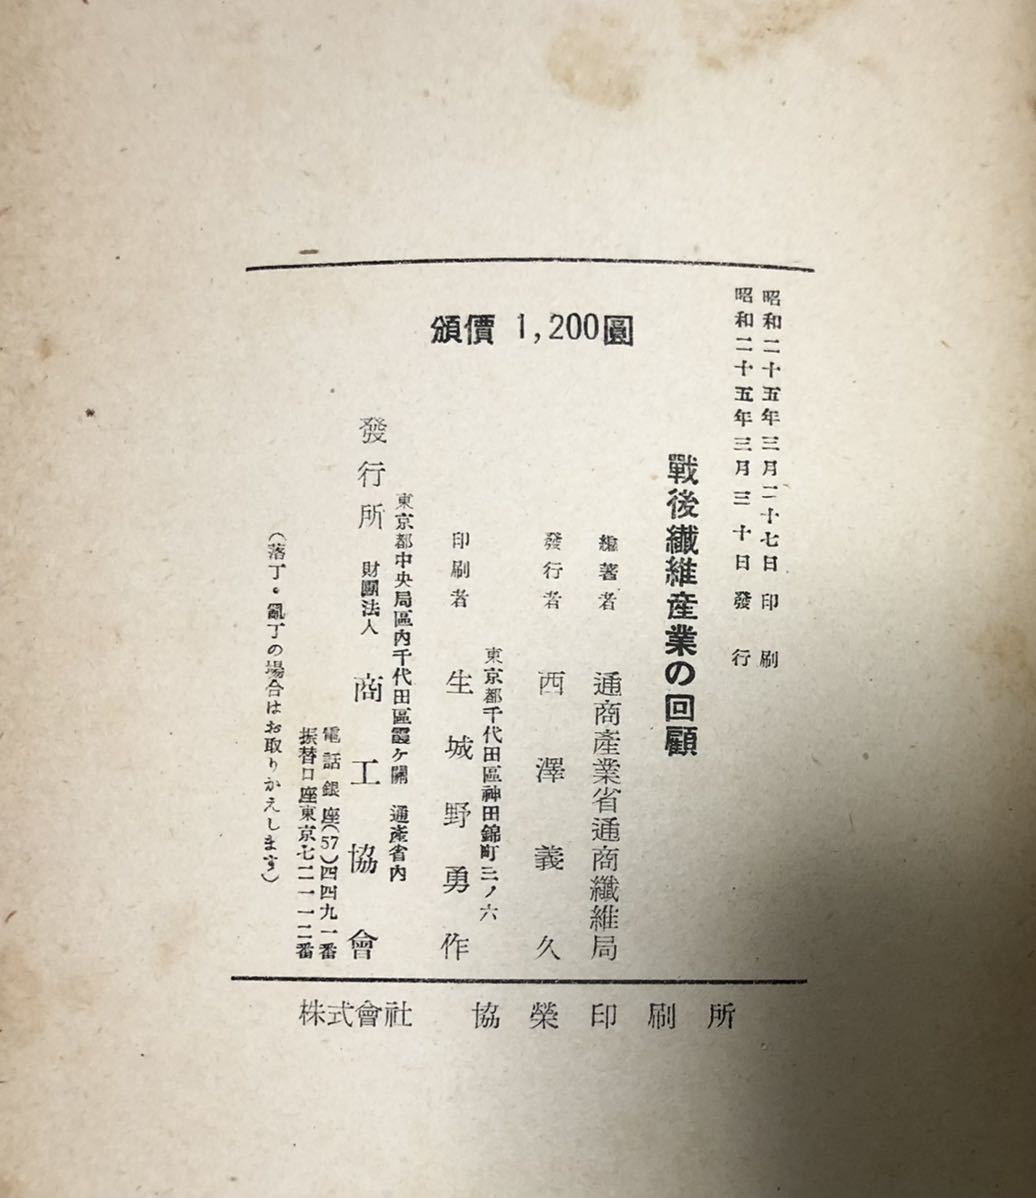 昭和二十五年三月二十七日印刷
昭和二十五年三月三十日發行
戰後纖維産業の回顧
頒價 1,200圓
編著者 通商産業省通商纖維局
發行者 西澤義久
東京都千代田區神田錦町三ノ六
印刷者 生城野勇作
東京都中央局區内千代田區霞ケ關 通産省内
發行所 財團法人 商工協會
電話銀座(57)四四九一番
振替口座東京七二一一二番
(落丁・亂丁の場合はお取りかえします)
株式會社 協榮印刷所